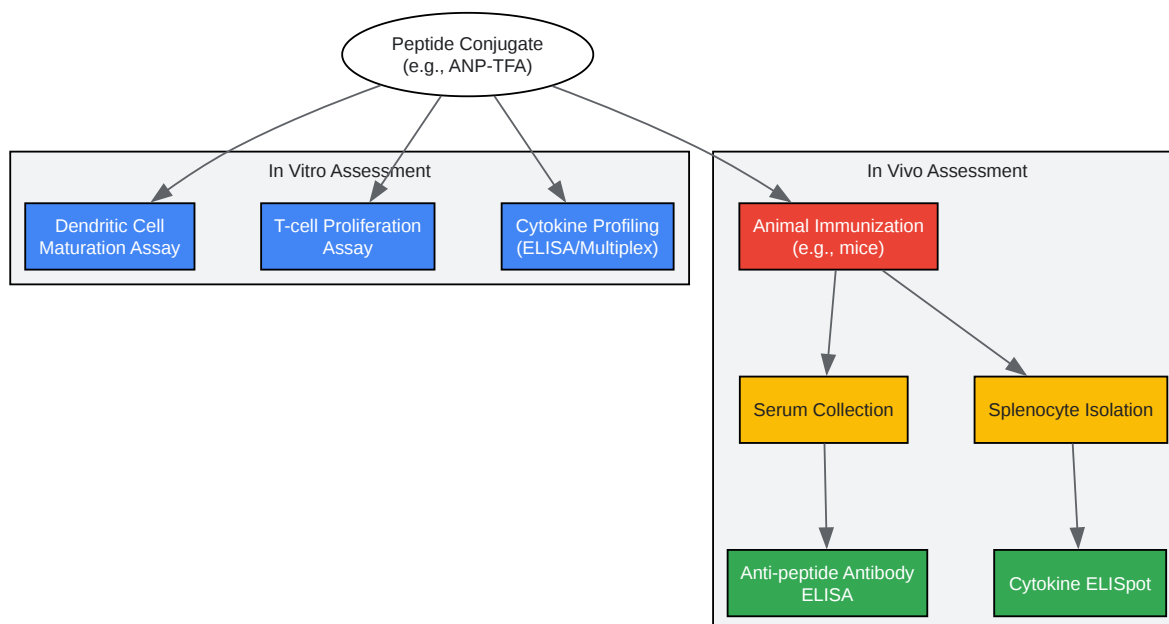 Peptide Conjugate
(e.g., ANP-TFA)
In Vitro Assessment
Dendritic Cell
Maturation Assay
T-cell Proliferation
Assay
Cytokine Profiling
(ELISA/Multiplex)
In Vivo Assessment
Animal Immunization
(e.g., mice)
Serum Collection
Splenocyte Isolation
Anti-peptide Antibody
ELISA
Cytokine ELISpot